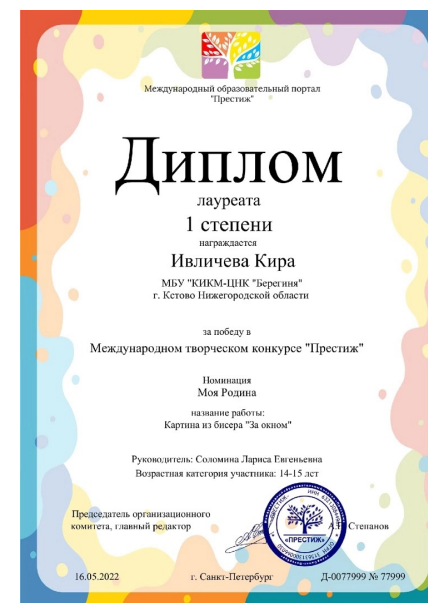 Международный образовательный портал
"Престиж"
Диплом
лауреата
1 степени
награждается
Ивличева Кира
МБУ "КИКМ-ЦНК "Берегиня"
г. Кстово Нижегородской области
за победу в
Международном творческом конкурсе "Престиж"
Номинация
Моя Родина
название работы:
Картина из бисера "За окном"
Руководитель: Соломина Лариса Евгеньевна
Возрастная категория участника: 14-15 лет
Председатель организационного
комитета, главный редактор
Степанов
«ПРЕСТИЖ»
16.05.2022 г. Санкт-Петербург Д-0077999 № 77999